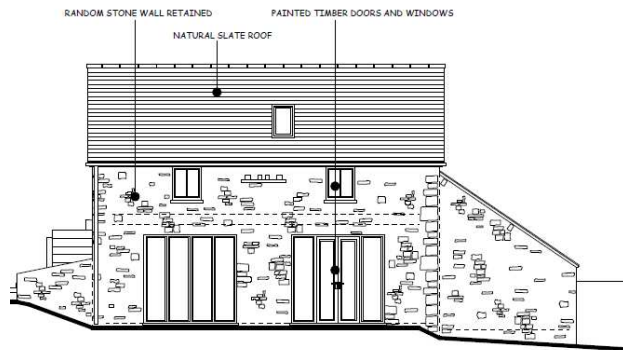 RANDOM STONE WALL RETAINED
PAINTED TIMBER DOORS AND WINDOWS
NATURAL SLATE ROOF